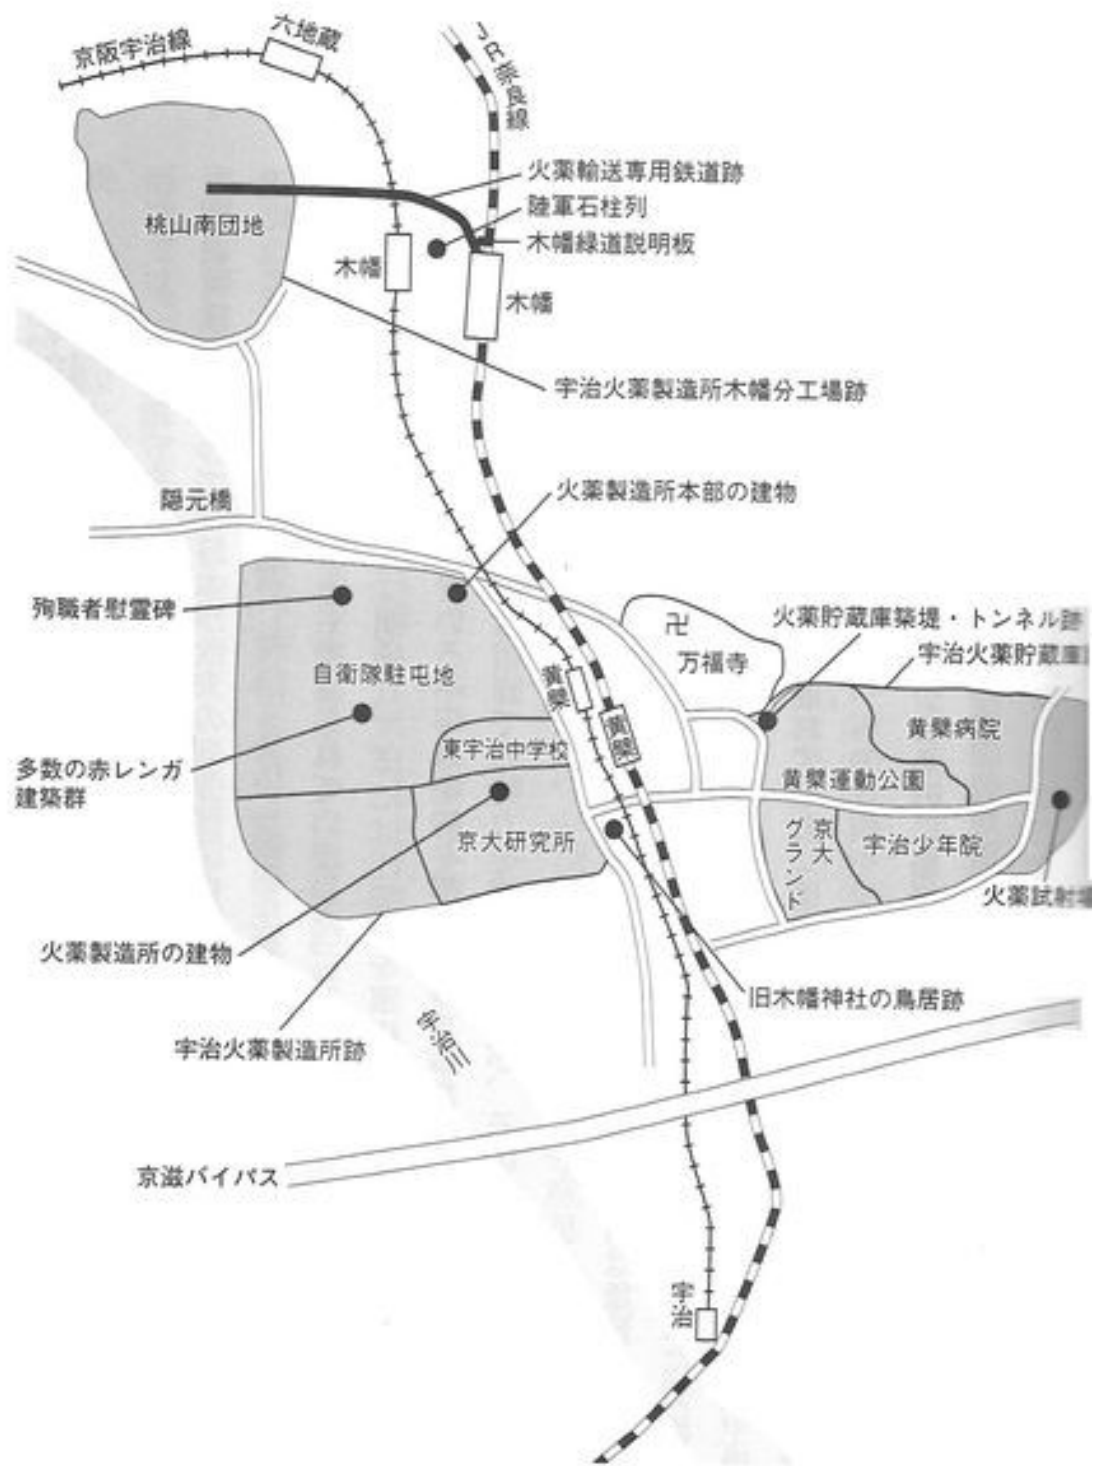 京阪宇治線
六地蔵
JR奈良線
火薬輸送専用鉄道跡
陸軍石柱列
木幡緑道説明板
桃山南団地
木幡
木幡
宇治火薬製造所木幡分工場跡
隠元橋
火薬製造所本部の建物
殉職者慰霊碑
卍
万福寺
火薬貯蔵庫築堤・トンネル跡
宇治火薬貯蔵庫
自衛隊駐屯地
黄檗
黄檗
黄檗病院
東宇治中学校
多数の赤レンガ
建築群
黄檗運動公園
京大研究所
京大
グランド
宇治少年院
火薬試射場
火薬製造所の建物
旧木幡神社の鳥居跡
宇治火薬製造所跡
宇治川
京滋バイパス
宇治